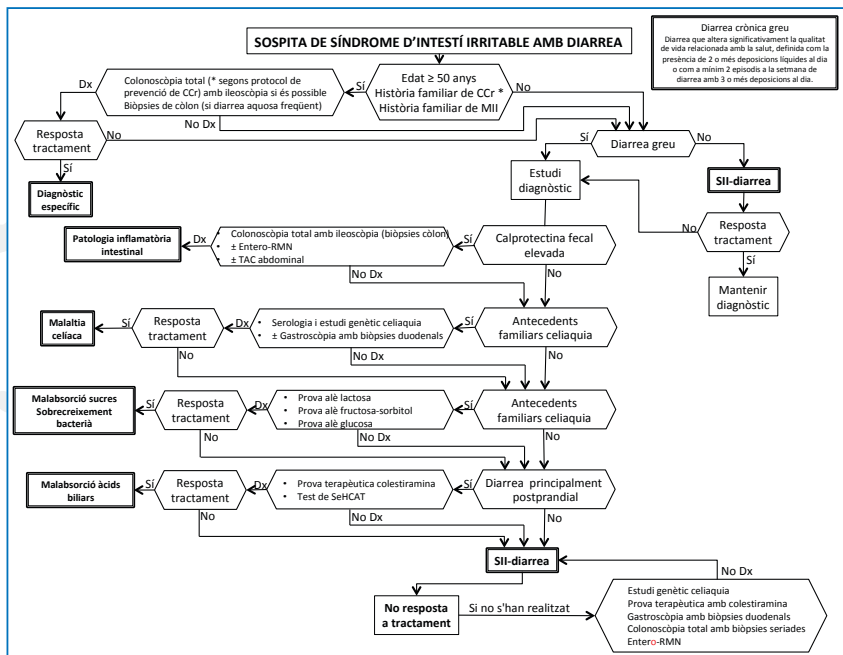 SOSPITA DE SÍNDROME D'INTESTÍ IRRITABLE AMB DIARREA
Diarrea crònica greu
Diarrea que altera significativament la qualitat
de vida relacionada amb la salut, definida com la
presència de 2 o més deposicions líquides al dia
o com a mínim 2 episodis a la setmana de
diarrea amb 3 o més deposicions al dia.
Dx
Colonoscòpia total (* segons protocol de
prevenció de CCr) amb ileoscòpia si és possible
Biòpsies de còlon (si diarrea aquosa freqüent)
Sí
Edat ≥ 50 anys
Història familiar de CCr *
Història familiar de MII
No
No Dx
Resposta
tractament
No
Sí
Diagnòstic
específic
Sí
Diarrea greu
No
Estudi
diagnòstic
SII-diarrea
No
Resposta
tractament
Sí
Mantenir
diagnòstic
Patologia inflamatòria
intestinal
Dx
• Colonoscòpia total amb ileoscòpia (biòpsies còlon)
• ± Entero-RMN
• ± TAC abdominal
Sí
Calprotectina fecal
elevada
No Dx
No
Malaltia
celíaca
Sí
Resposta
tractament
Dx
• Serologia i estudi genètic celiaquia
• ± Gastroscòpia amb biòpsies duodenals
Sí
Antecedents
familiars celiaquia
No
No Dx
No
Malabsorció sucres
Sobrecreixement
bacterià
Sí
Resposta
tractament
Dx
• Prova alè lactosa
• Prova alè fructosa-sorbitol
• Prova alè glucosa
Sí
Antecedents
familiars celiaquia
No
No Dx
No
Malabsorció àcids
biliars
Sí
Resposta
tractament
Dx
• Prova terapèutica colestiramina
• Test de SeHCAT
Sí
Diarrea principalment
postprandial
No
No Dx
No
SII-diarrea
No Dx
No resposta
a tractament
Si no s'han realitzat
Estudi genètic celiaquia
Prova terapèutica amb colestiramina
Gastroscòpia amb biòpsies duodenals
Colonoscòpia total amb biòpsies seriades
Entero-RMN